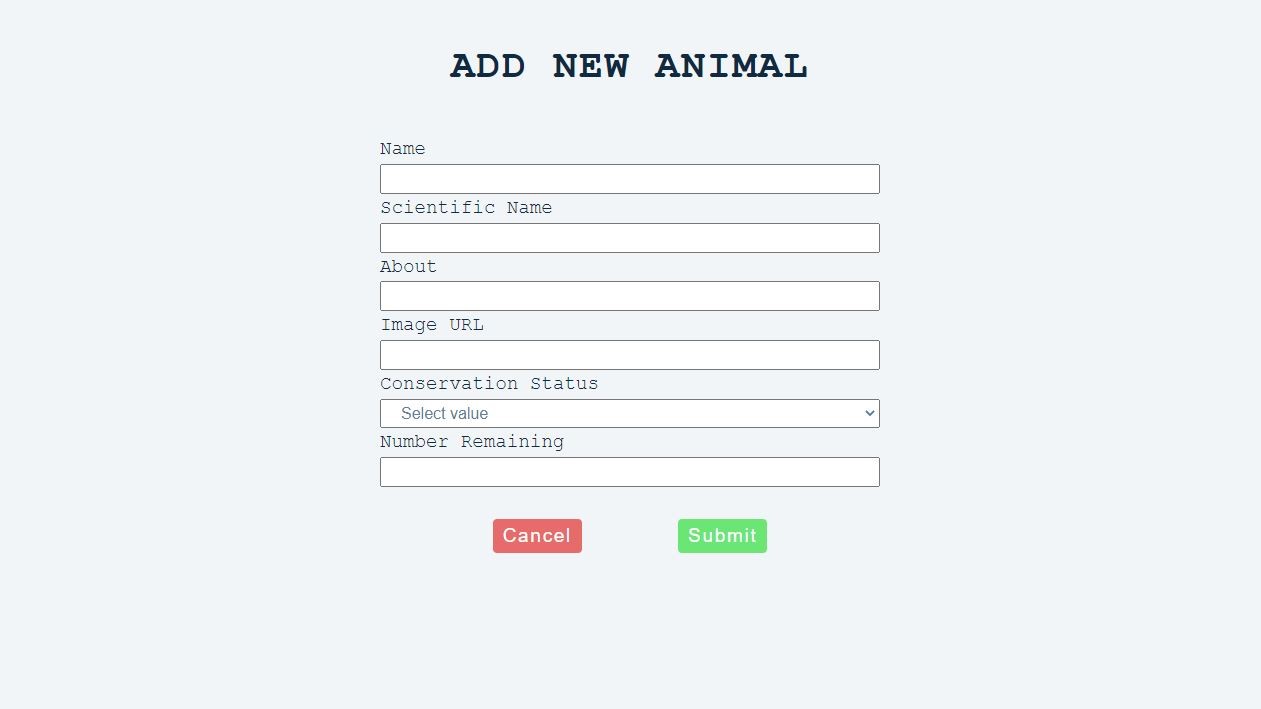 ADD NEW ANIMAL
Name
Scientific Name
About
Image URL
Conservation Status
Select value
Number Remaining
Cancel
Submit